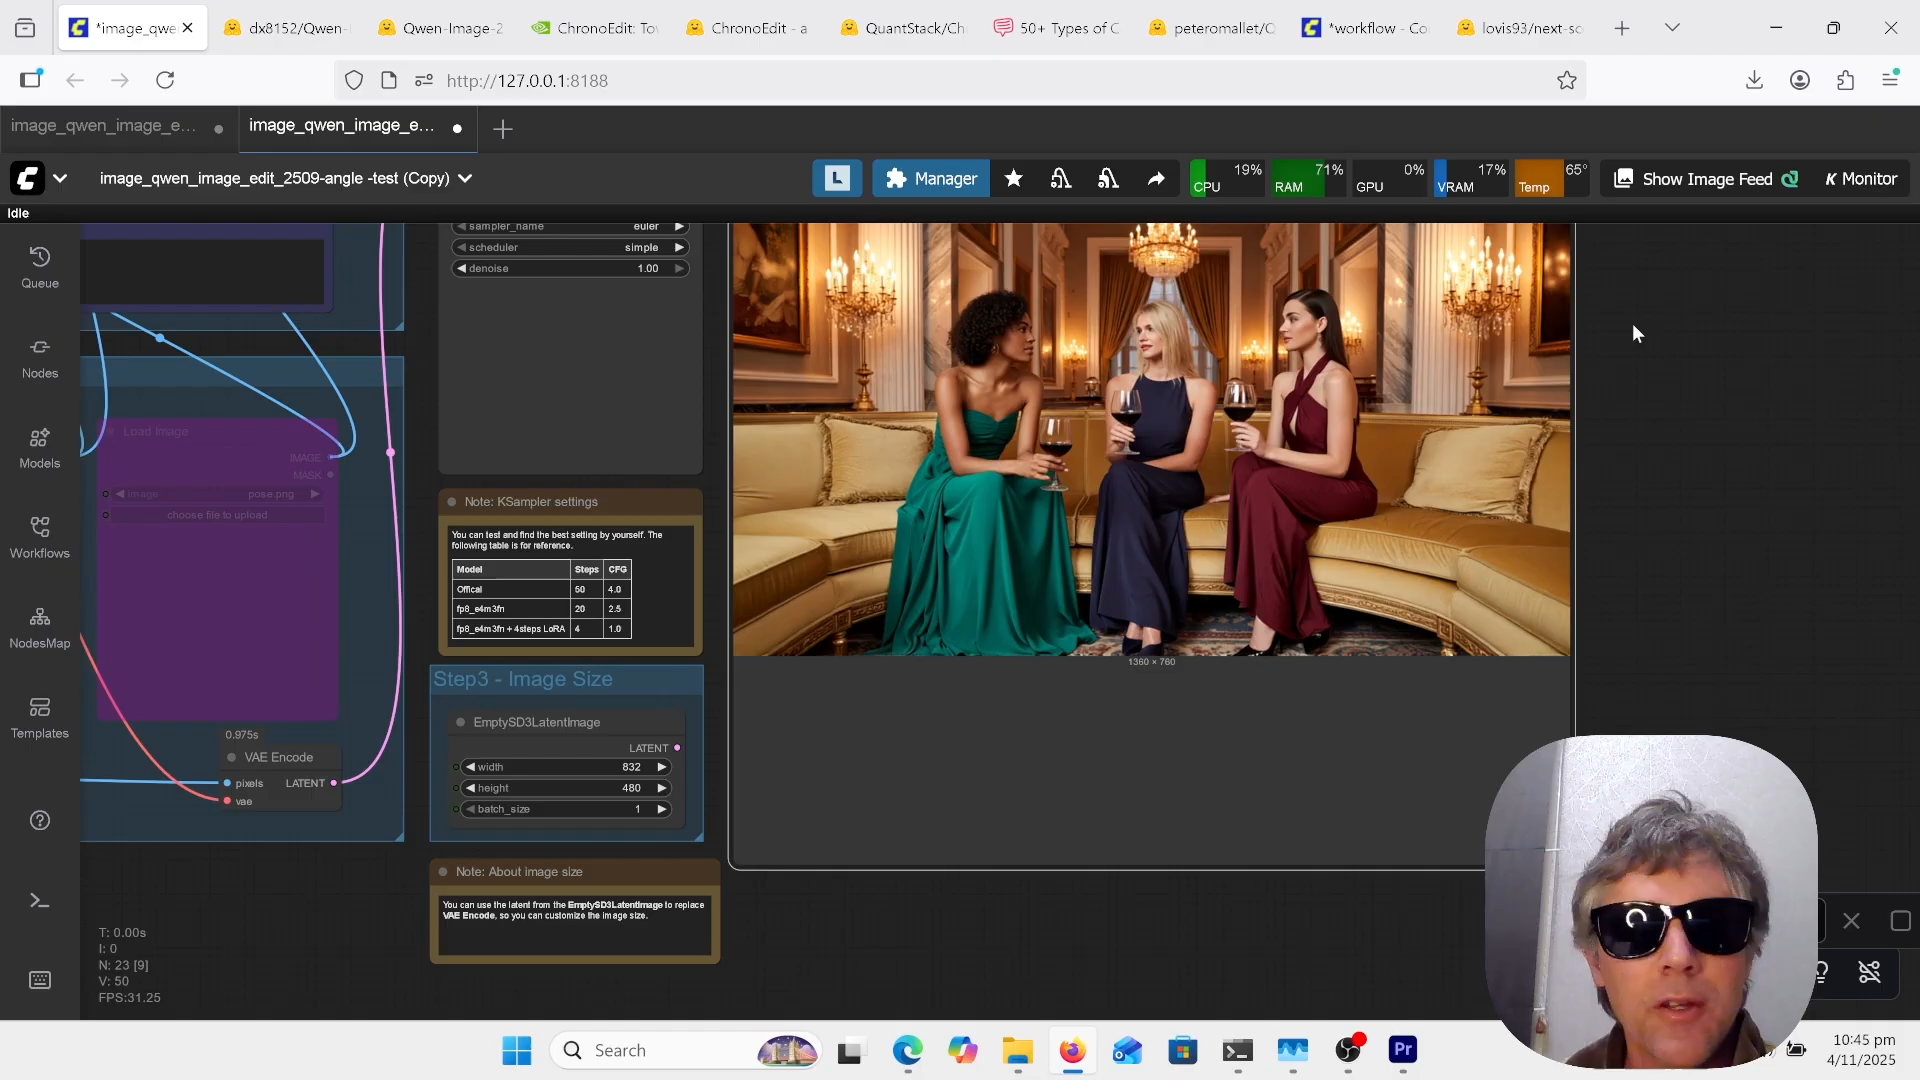 *image_qwe
dx8152/Qwen-
Qwen-Image-2
ChronoEdit: To
ChronoEdit - a
QuantStack/Ch
50+ Types of C
peteromallet/Q
*workflow - Co
lovis93/next-sc
http://127.0.0.1:8188
image_qwen_image_e...
image_qwen_image_e...
image_qwen_image_edit_2509-angle -test (Copy)
L
Manager
CPU 19%
RAM 71%
GPU 0%
VRAM 17%
Temp 65°
Show Image Feed
K Monitor
Idle
Queue
Nodes
Models
Workflows
NodesMap
Templates
sampler_name euler
scheduler simple
denoise 1.00
Load Image
IMAGE
MASK
image pose.png
choose file to upload
Note: KSampler settings
You can test and find the best setting by yourself. The
following table is for reference.
Model Steps CFG
Offical 50 4.0
fp8_e4m3fn 20 2.5
fp8_e4m3fn + 4steps LoRA 4 1.0
1360 × 760
Step3 - Image Size
EmptySD3LatentImage
LATENT
width 832
height 480
batch_size 1
0.975s
VAE Encode
pixels LATENT
vae
Note: About image size
You can use the latent from the EmptySD3LatentImage to replace
VAE Encode, so you can customize the image size.
T: 0.00s
I: 0
N: 23 [9]
V: 50
FPS:31.25
Search
Pr
10:45 pm
4/11/2025